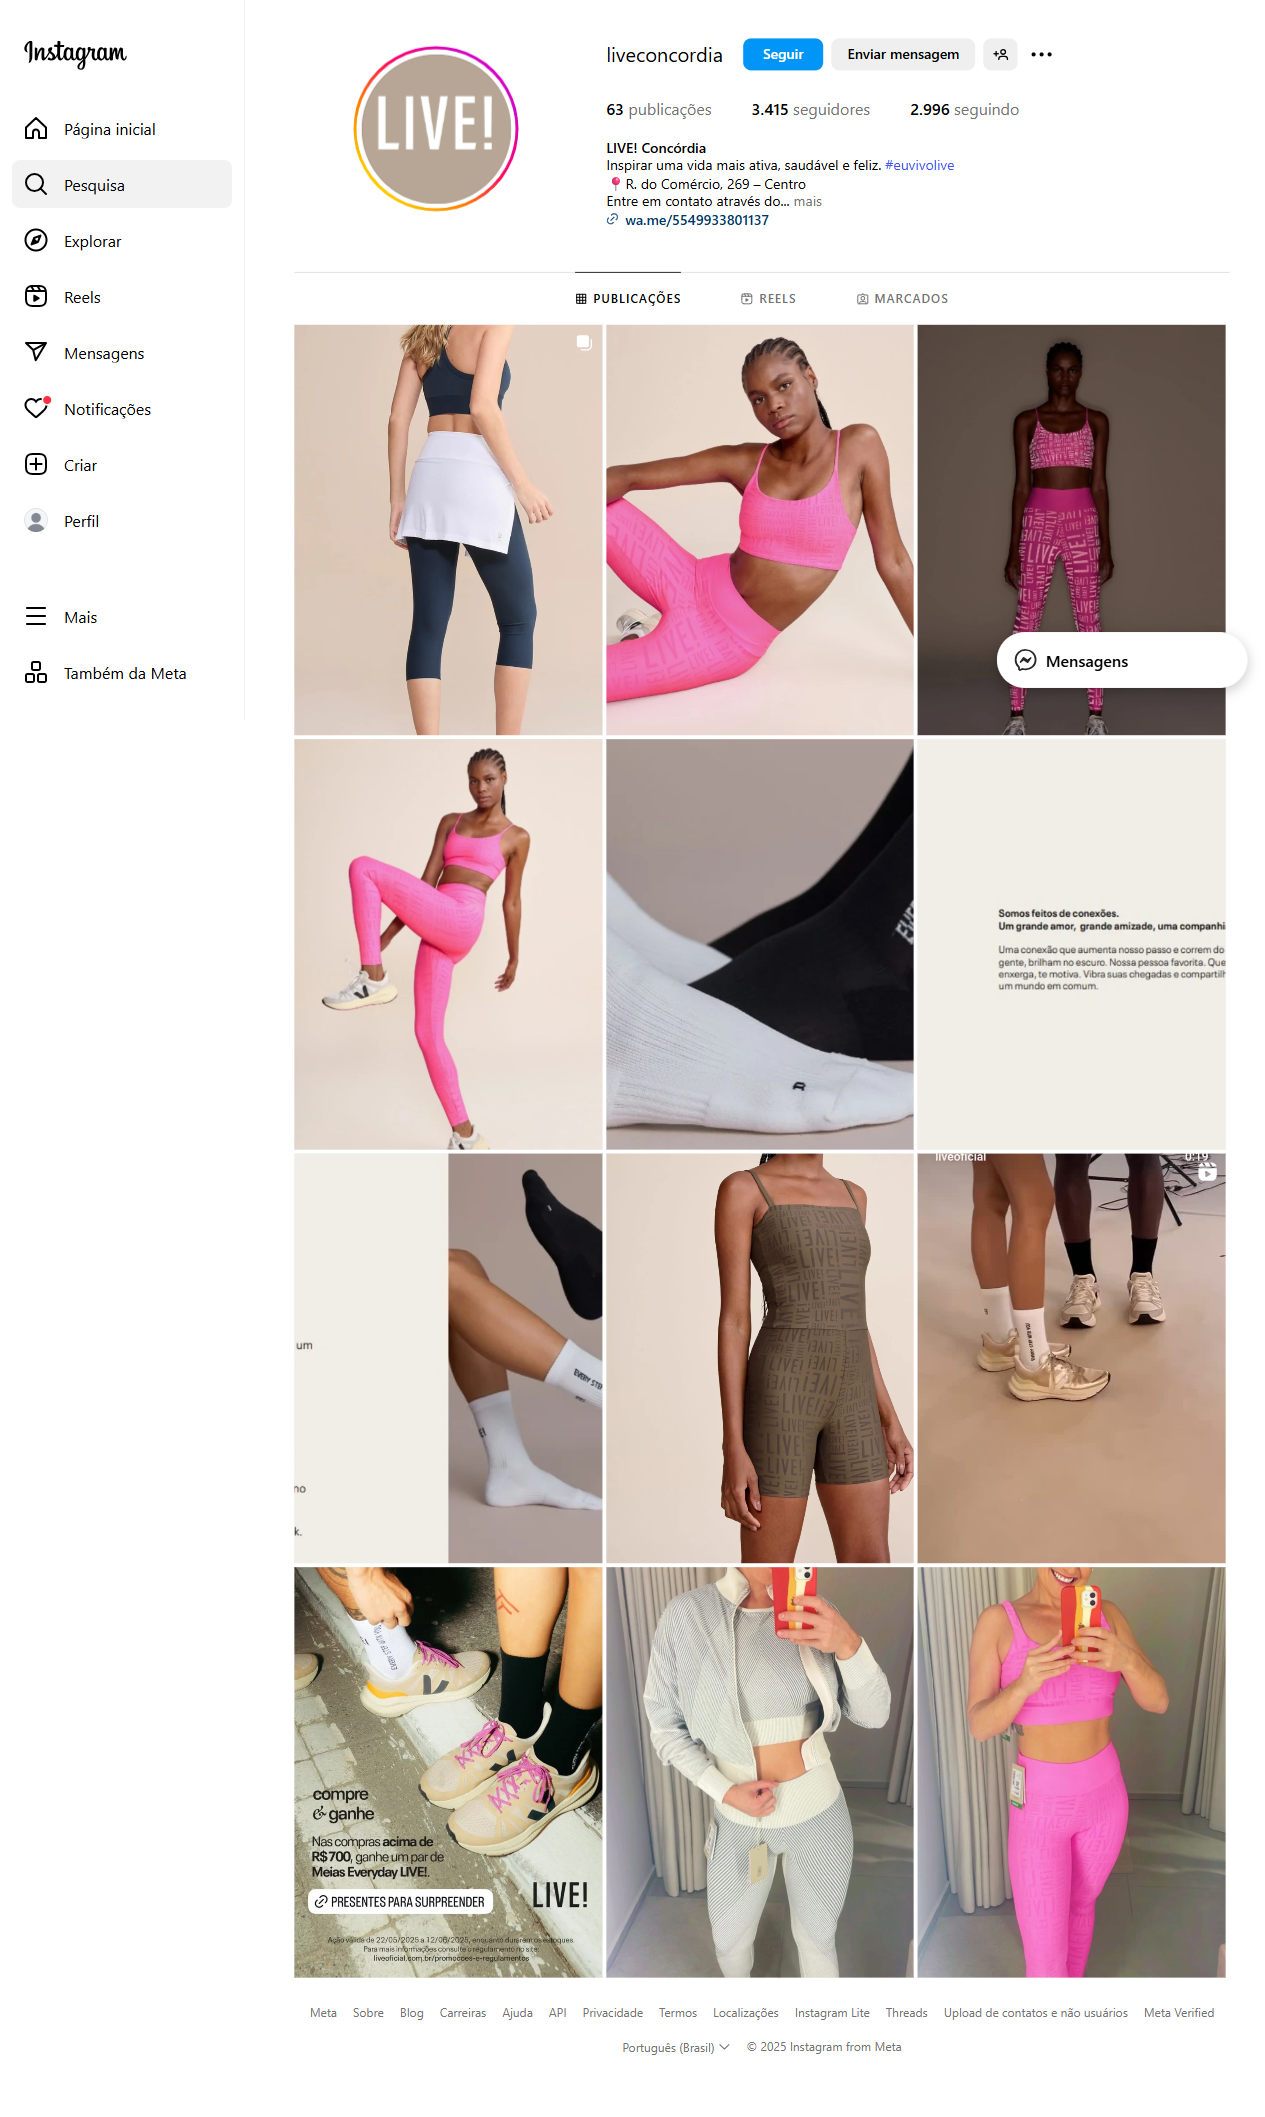 Instagram
Página inicial
Pesquisa
Explorar
Reels
Mensagens
Notificações
Criar
Perfil
Mais
Também da Meta
LIVE!
liveconcordia
Seguir
Enviar mensagem
63 publicações
3.415 seguidores
2.996 seguindo
LIVE! Concórdia
Inspirar uma vida mais ativa, saudável e feliz. #euvivolive
R. do Comércio, 269 – Centro
Entre em contato através do... mais
wa.me/5549933801137
PUBLICAÇÕES
REELS
MARCADOS
LIVE!
Mensagens
Somos feitos de conexões.
Um grande amor, grande amizade, uma companhi
Uma conexão que aumenta nosso passo e correm do
gente, brilham no escuro. Nossa pessoa favorita. Que
enxerga, te motiva. Vibra suas chegadas e compartilh
um mundo em comum.
um
no
k.
EVERY STEP
LIVE!
liveoficial
0:19
compre
& ganhe
Nas compras acima de
R$ 700, ganhe um par de
Meias Everyday LIVE!.
PRESENTES PARA SURPREENDER
LIVE!
Ação válida de 22/05/2025 a 12/06/2025, enquanto durarem os estoques.
Para mais informações consulte o regulamento no site:
liveoficial.com.br/promocoes-e-regulamentos
Meta
Sobre
Blog
Carreiras
Ajuda
API
Privacidade
Termos
Localizações
Instagram Lite
Threads
Upload de contatos e não usuários
Meta Verified
Português (Brasil)
© 2025 Instagram from Meta